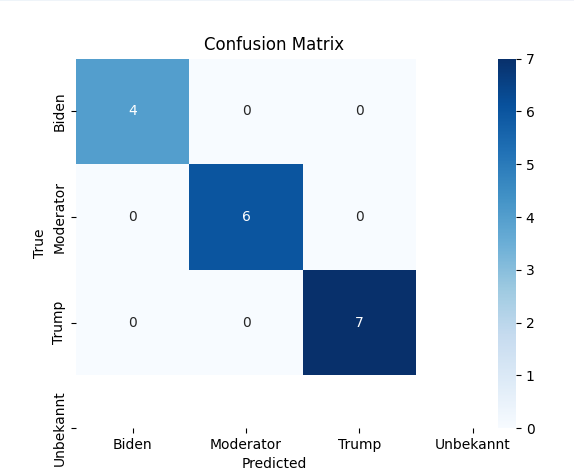 Confusion Matrix
True
Biden
4 0 0
Moderator
0 6 0
Trump
0 0 7
Unbekannt
Biden Moderator Trump Unbekannt
Predicted
7
6
5
4
3
2
1
0